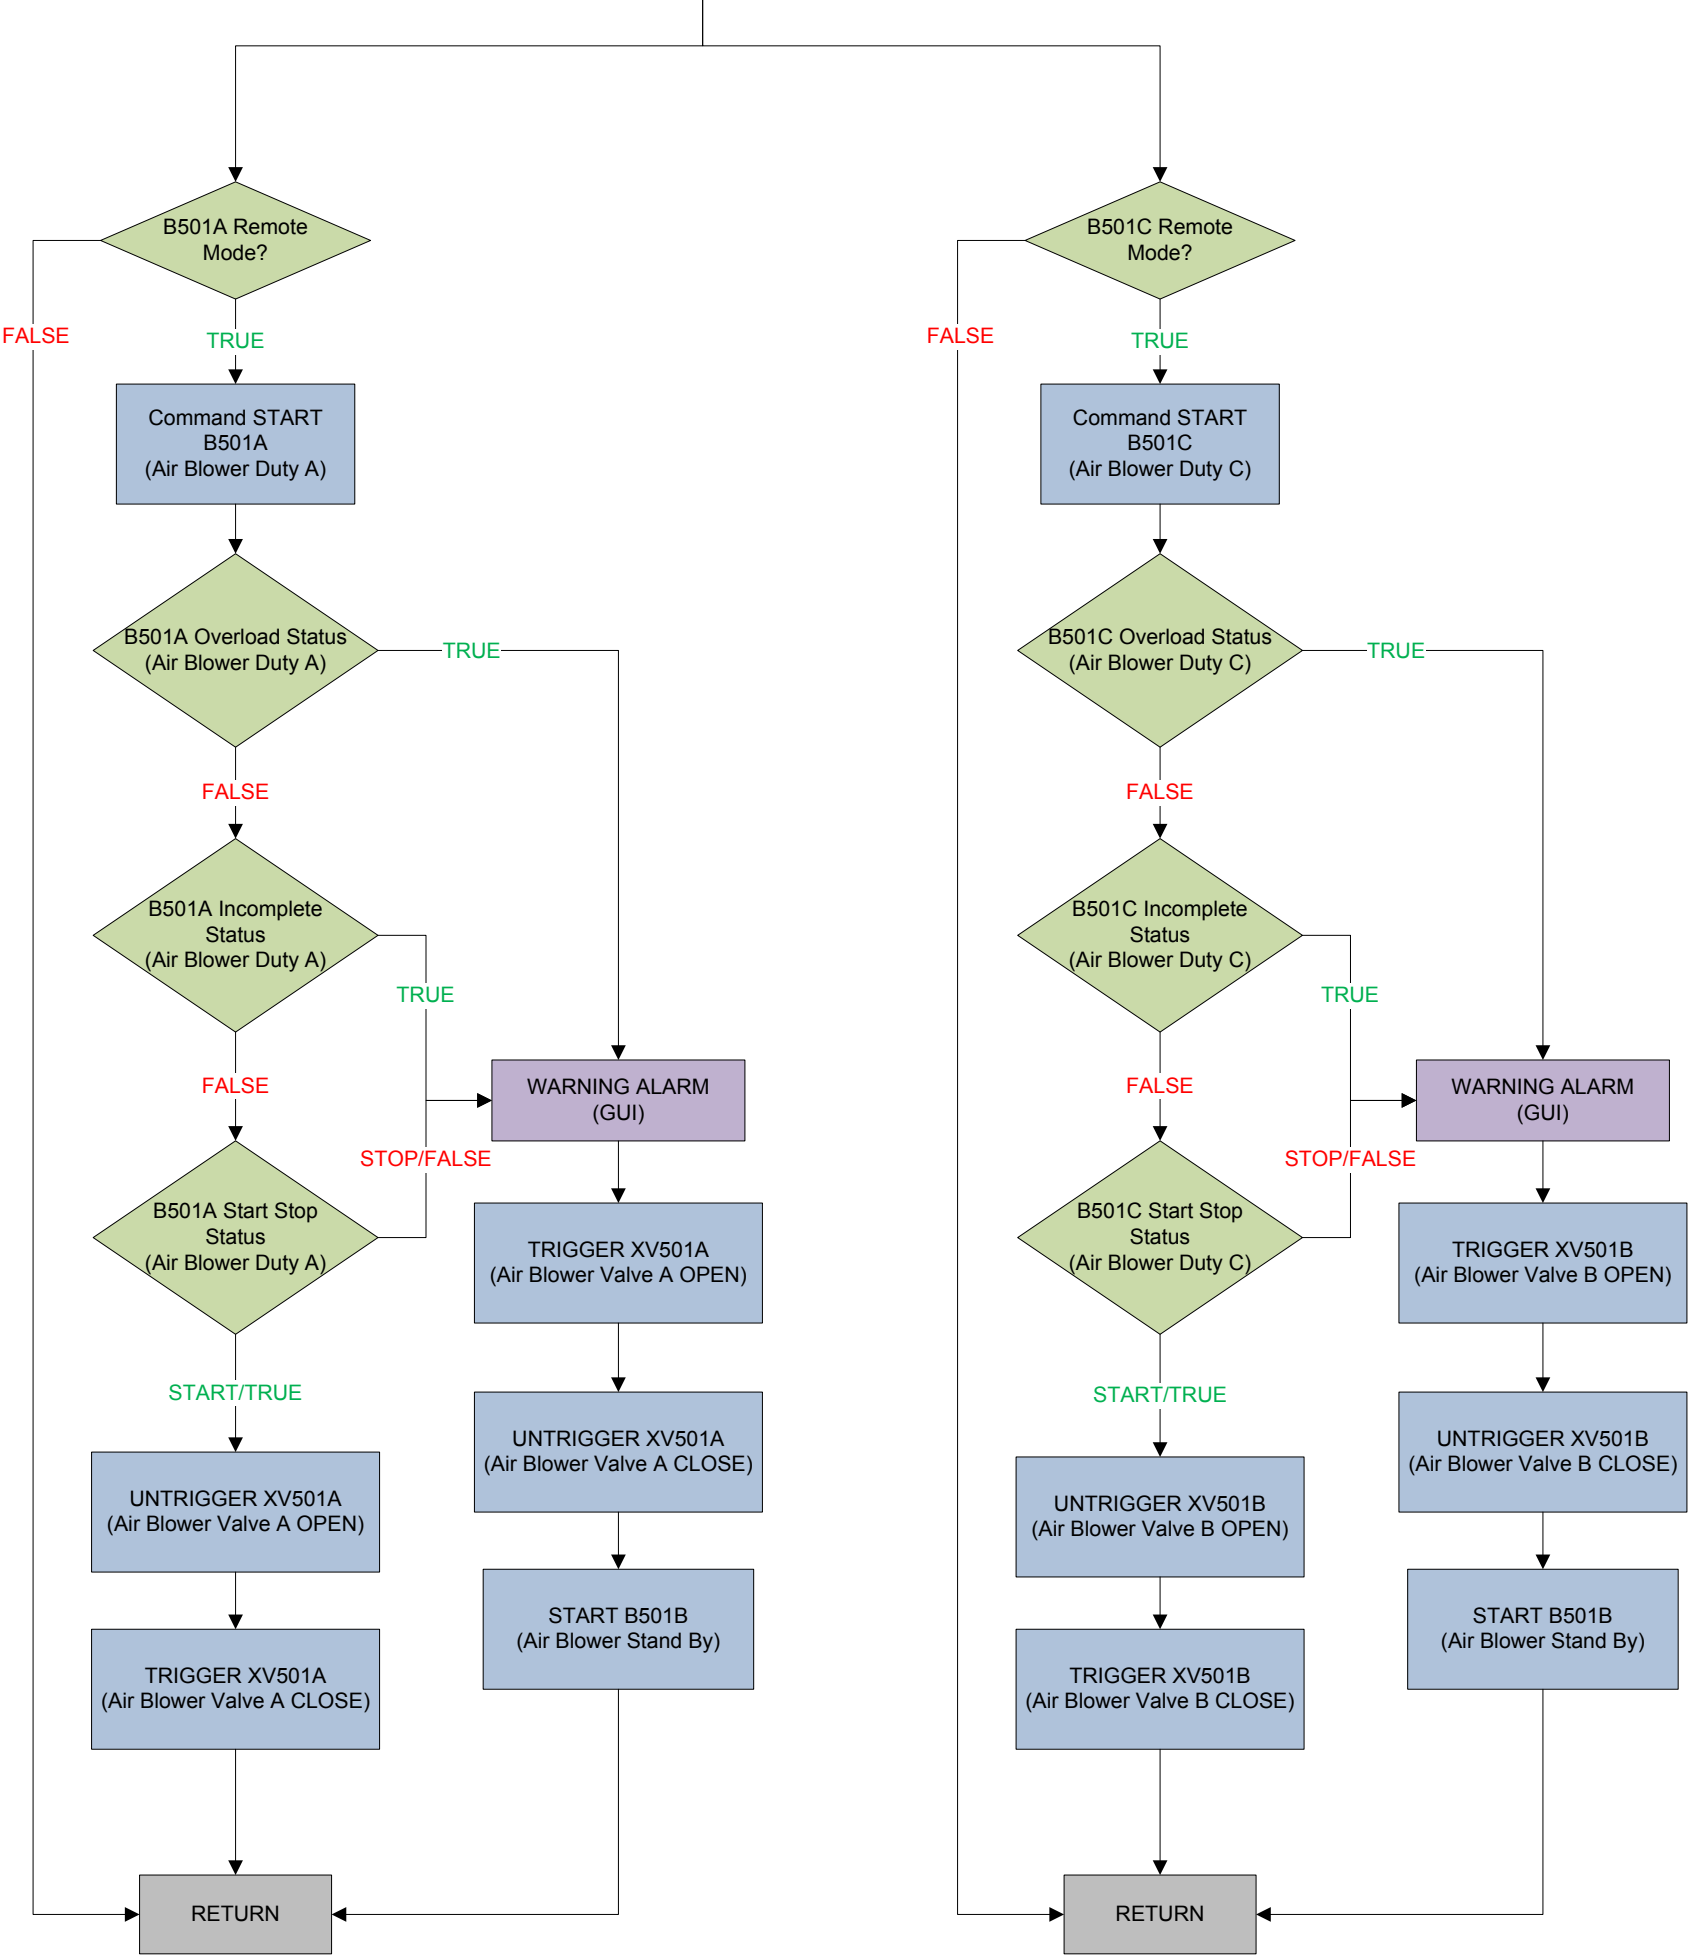 B501A Remote
Mode?
FALSE
TRUE
Command START
B501A
(Air Blower Duty A)
B501A Overload Status
(Air Blower Duty A)
TRUE
FALSE
B501A Incomplete
Status
(Air Blower Duty A)
TRUE
FALSE
WARNING ALARM
(GUI)
STOP/FALSE
B501A Start Stop
Status
(Air Blower Duty A)
TRIGGER XV501A
(Air Blower Valve A OPEN)
START/TRUE
UNTRIGGER XV501A
(Air Blower Valve A CLOSE)
UNTRIGGER XV501A
(Air Blower Valve A OPEN)
START B501B
(Air Blower Stand By)
TRIGGER XV501A
(Air Blower Valve A CLOSE)
RETURN
B501C Remote
Mode?
FALSE
TRUE
Command START
B501C
(Air Blower Duty C)
B501C Overload Status
(Air Blower Duty C)
TRUE
FALSE
B501C Incomplete
Status
(Air Blower Duty C)
TRUE
FALSE
WARNING ALARM
(GUI)
STOP/FALSE
B501C Start Stop
Status
(Air Blower Duty C)
TRIGGER XV501B
(Air Blower Valve B OPEN)
START/TRUE
UNTRIGGER XV501B
(Air Blower Valve B CLOSE)
UNTRIGGER XV501B
(Air Blower Valve B OPEN)
START B501B
(Air Blower Stand By)
TRIGGER XV501B
(Air Blower Valve B CLOSE)
RETURN